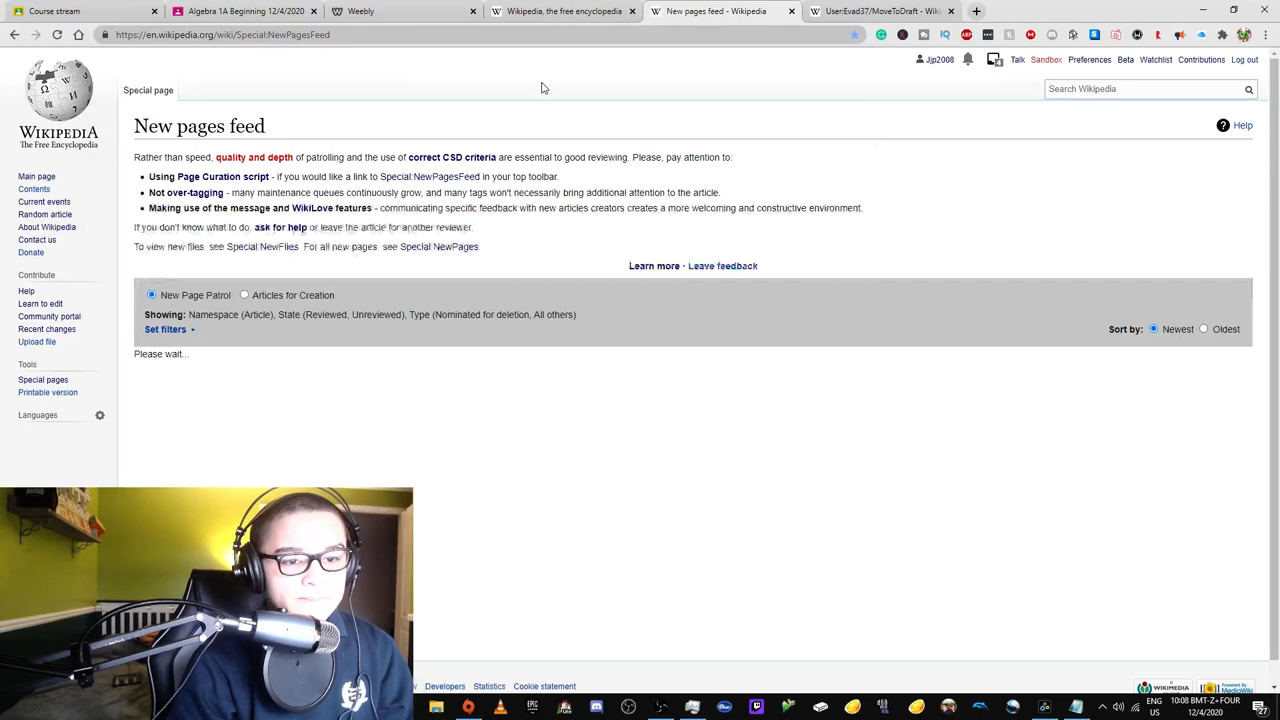 Course stream
Algebra 1A Beginning 12/4/2020
Weebly
Wikipedia, the free encyclopedia
New pages feed - Wikipedia
User:Evad37/MoveToDraft - Wiki
https://en.wikipedia.org/wiki/Special:NewPagesFeed
Jjp2008 Talk Sandbox Preferences Beta Watchlist Contributions Log out
Special page
Search Wikipedia
WIKIPEDIA
The Free Encyclopedia
New pages feed
Help
Rather than speed, quality and depth of patrolling and the use of correct CSD criteria are essential to good reviewing. Please, pay attention to:
Using Page Curation script - if you would like a link to Special:NewPagesFeed in your top toolbar.
Not over-tagging - many maintenance queues continuously grow, and many tags won't necessarily bring additional attention to the article.
Making use of the message and WikiLove features - communicating specific feedback with new articles creators creates a more welcoming and constructive environment.
If you don't know what to do, ask for help or leave the article for another reviewer.
To view new files, see Special:NewFiles. For all new pages, see Special:NewPages.
Learn more · Leave feedback
New Page Patrol Articles for Creation
Showing: Namespace (Article), State (Reviewed, Unreviewed), Type (Nominated for deletion, All others)
Set filters ▸
Sort by: Newest Oldest
Please wait...
Main page
Contents
Current events
Random article
About Wikipedia
Contact us
Donate
Contribute
Help
Learn to edit
Community portal
Recent changes
Upload file
Tools
Special pages
Printable version
Languages
Developers Statistics Cookie statement
WIKIMEDIA
Powered By
MediaWiki
ENG
US
10:08 BMT-Z+FOUR
12/4/2020
27